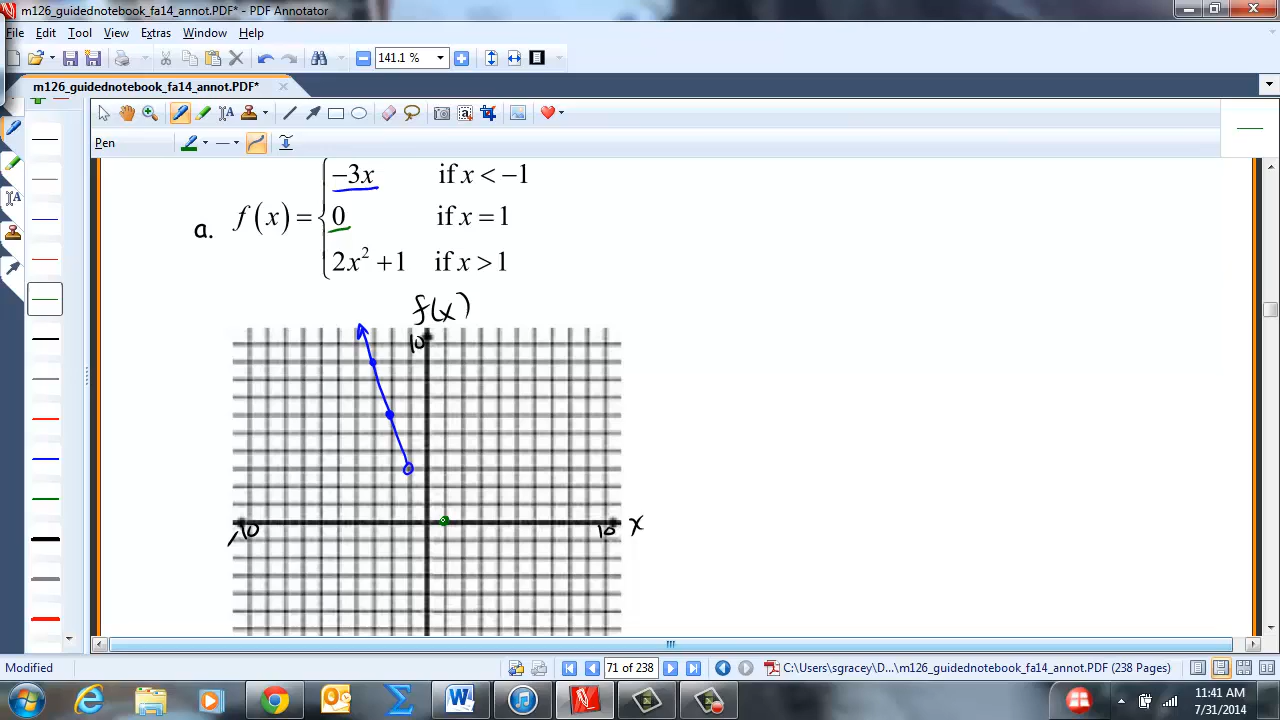 m126_guidednotebook_fa14_annot.PDF* - PDF Annotator
File Edit Tool View Extras Window Help
141.1 %
m126_guidednotebook_fa14_annot.PDF*
Pen
−3x if x < −1
a. f(x) = 0 if x = 1
2x² + 1 if x > 1
f(x)
10
-10 10 x
Modified
71 of 238
C:\Users\sgracey\D...\m126_guidednotebook_fa14_annot.PDF (238 Pages)
11:41 AM
7/31/2014